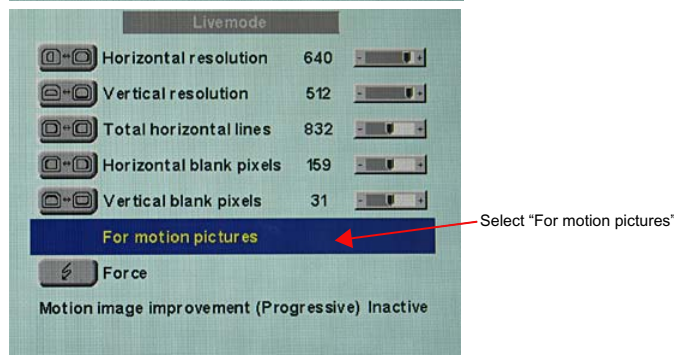 Livemode
Horizontal resolution 640 - +
Vertical resolution 512 - +
Total horizontal lines 832 - +
Horizontal blank pixels 159 - +
Vertical blank pixels 31 - +
For motion pictures
Select “For motion pictures”
Force
Motion image improvement (Progressive) Inactive